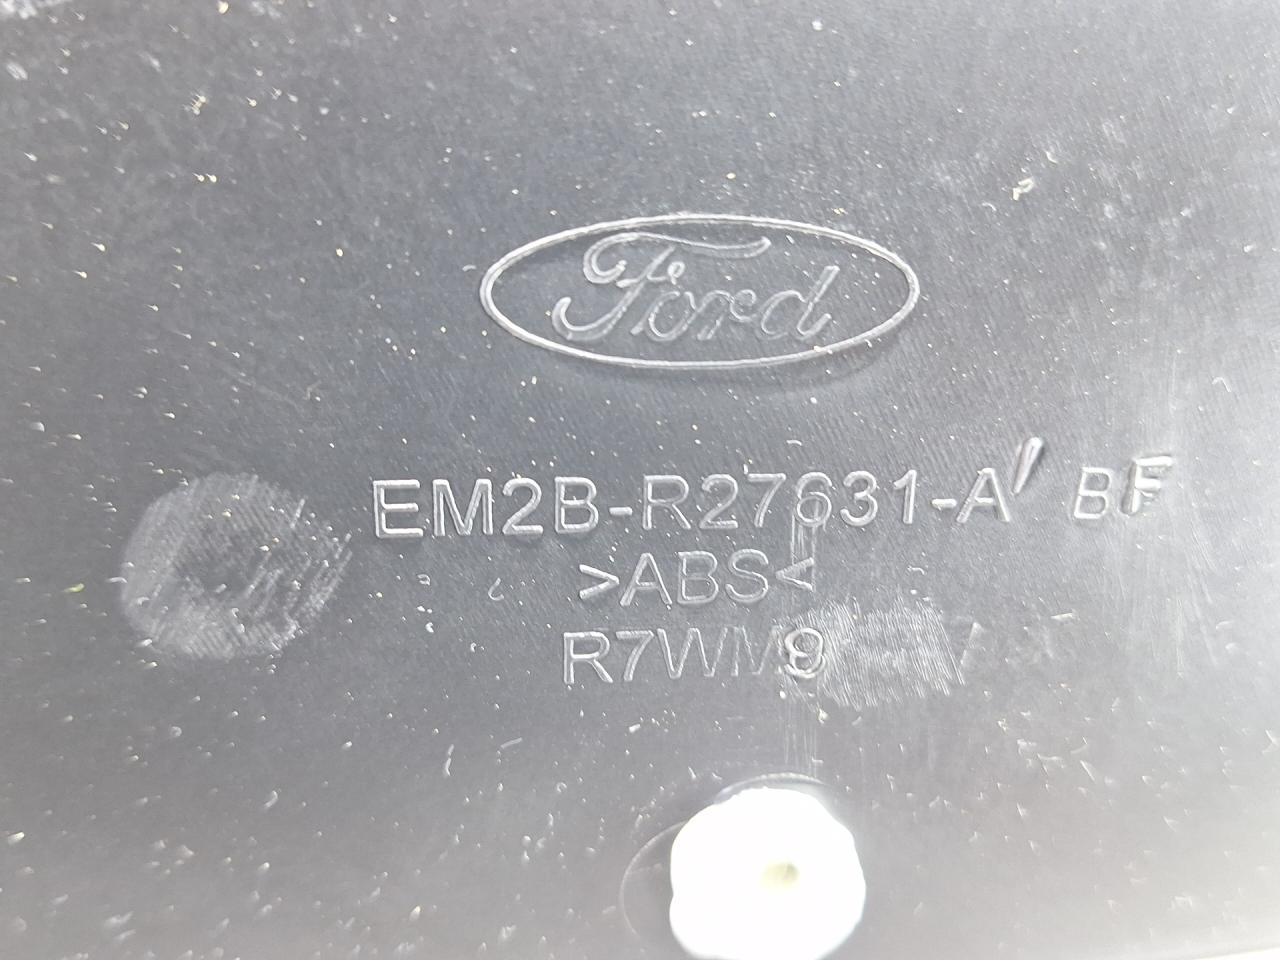 Ford
EM2B-R27631-A BF
>ABS<
R7WM9